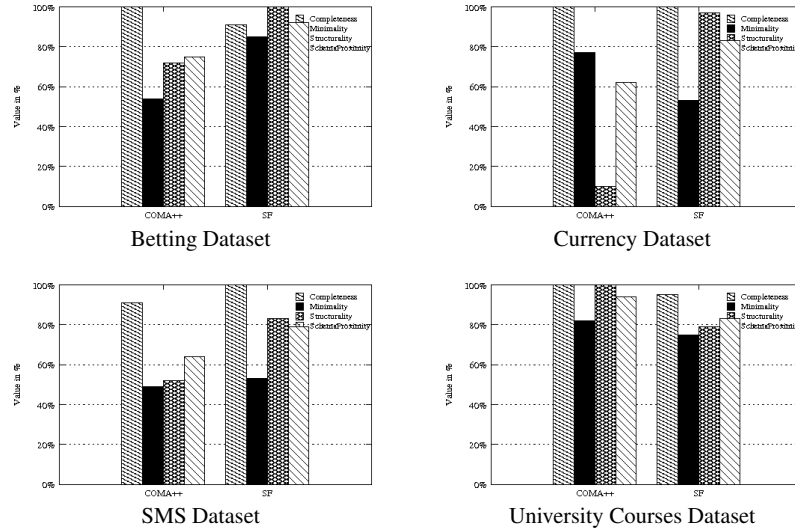 100%
80%
60%
40%
20%
0%
Value in %
Completeness
Minimality
Structurality
SchemaProximity
COMA++
SF
Betting Dataset
100%
80%
60%
40%
20%
0%
Value in %
Completeness
Minimality
Structurality
SchemaProximity
COMA++
SF
Currency Dataset
100%
80%
60%
40%
20%
0%
Value in %
Completeness
Minimality
Structurality
SchemaProximity
COMA++
SF
SMS Dataset
100%
80%
60%
40%
20%
0%
Value in %
Completeness
Minimality
Structurality
SchemaProximity
COMA++
SF
University Courses Dataset